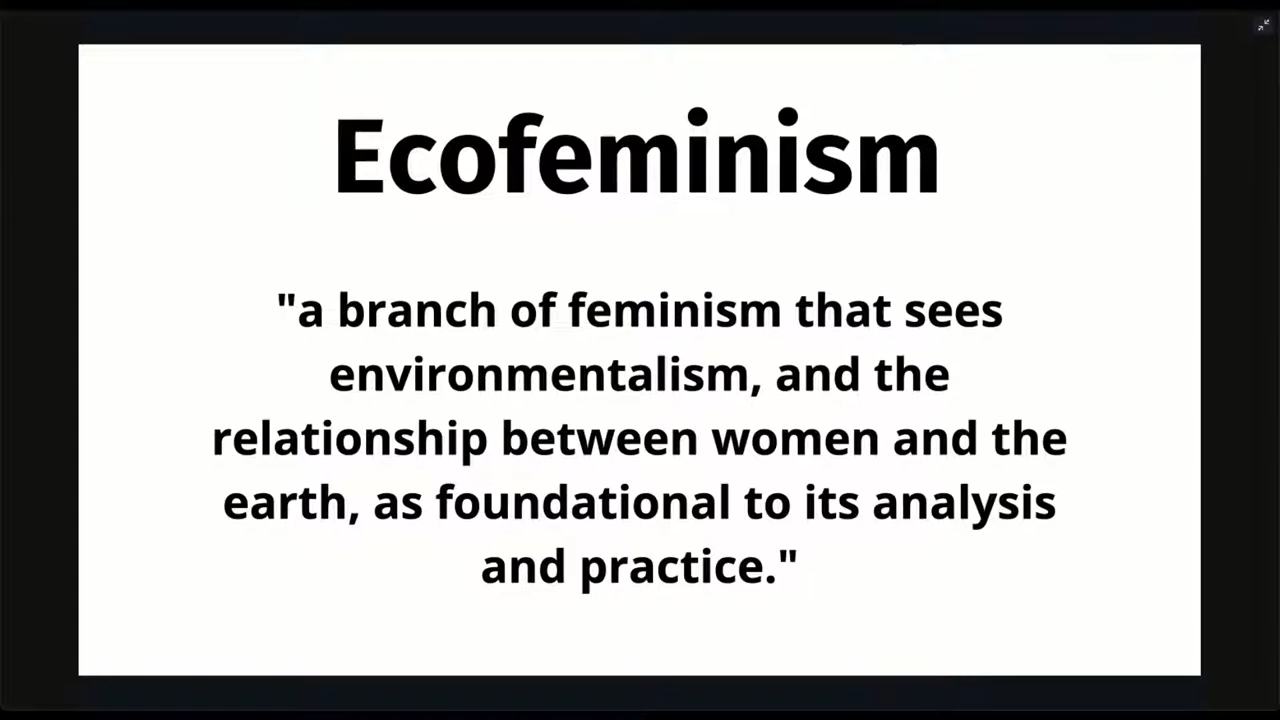 Ecofeminism
"a branch of feminism that sees
environmentalism, and the
relationship between women and the
earth, as foundational to its analysis
and practice."